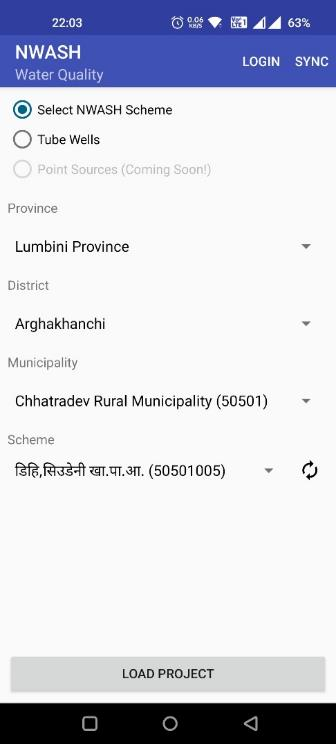 22:03 0.06 KB/S 63%
NWASH
Water Quality
LOGIN SYNC
Select NWASH Scheme
Tube Wells
Point Sources (Coming Soon!)
Province
Lumbini Province
District
Arghakhanchi
Municipality
Chhatradev Rural Municipality (50501)
Scheme
डिहि,सिउडेनी खा.पा.आ. (50501005)
LOAD PROJECT